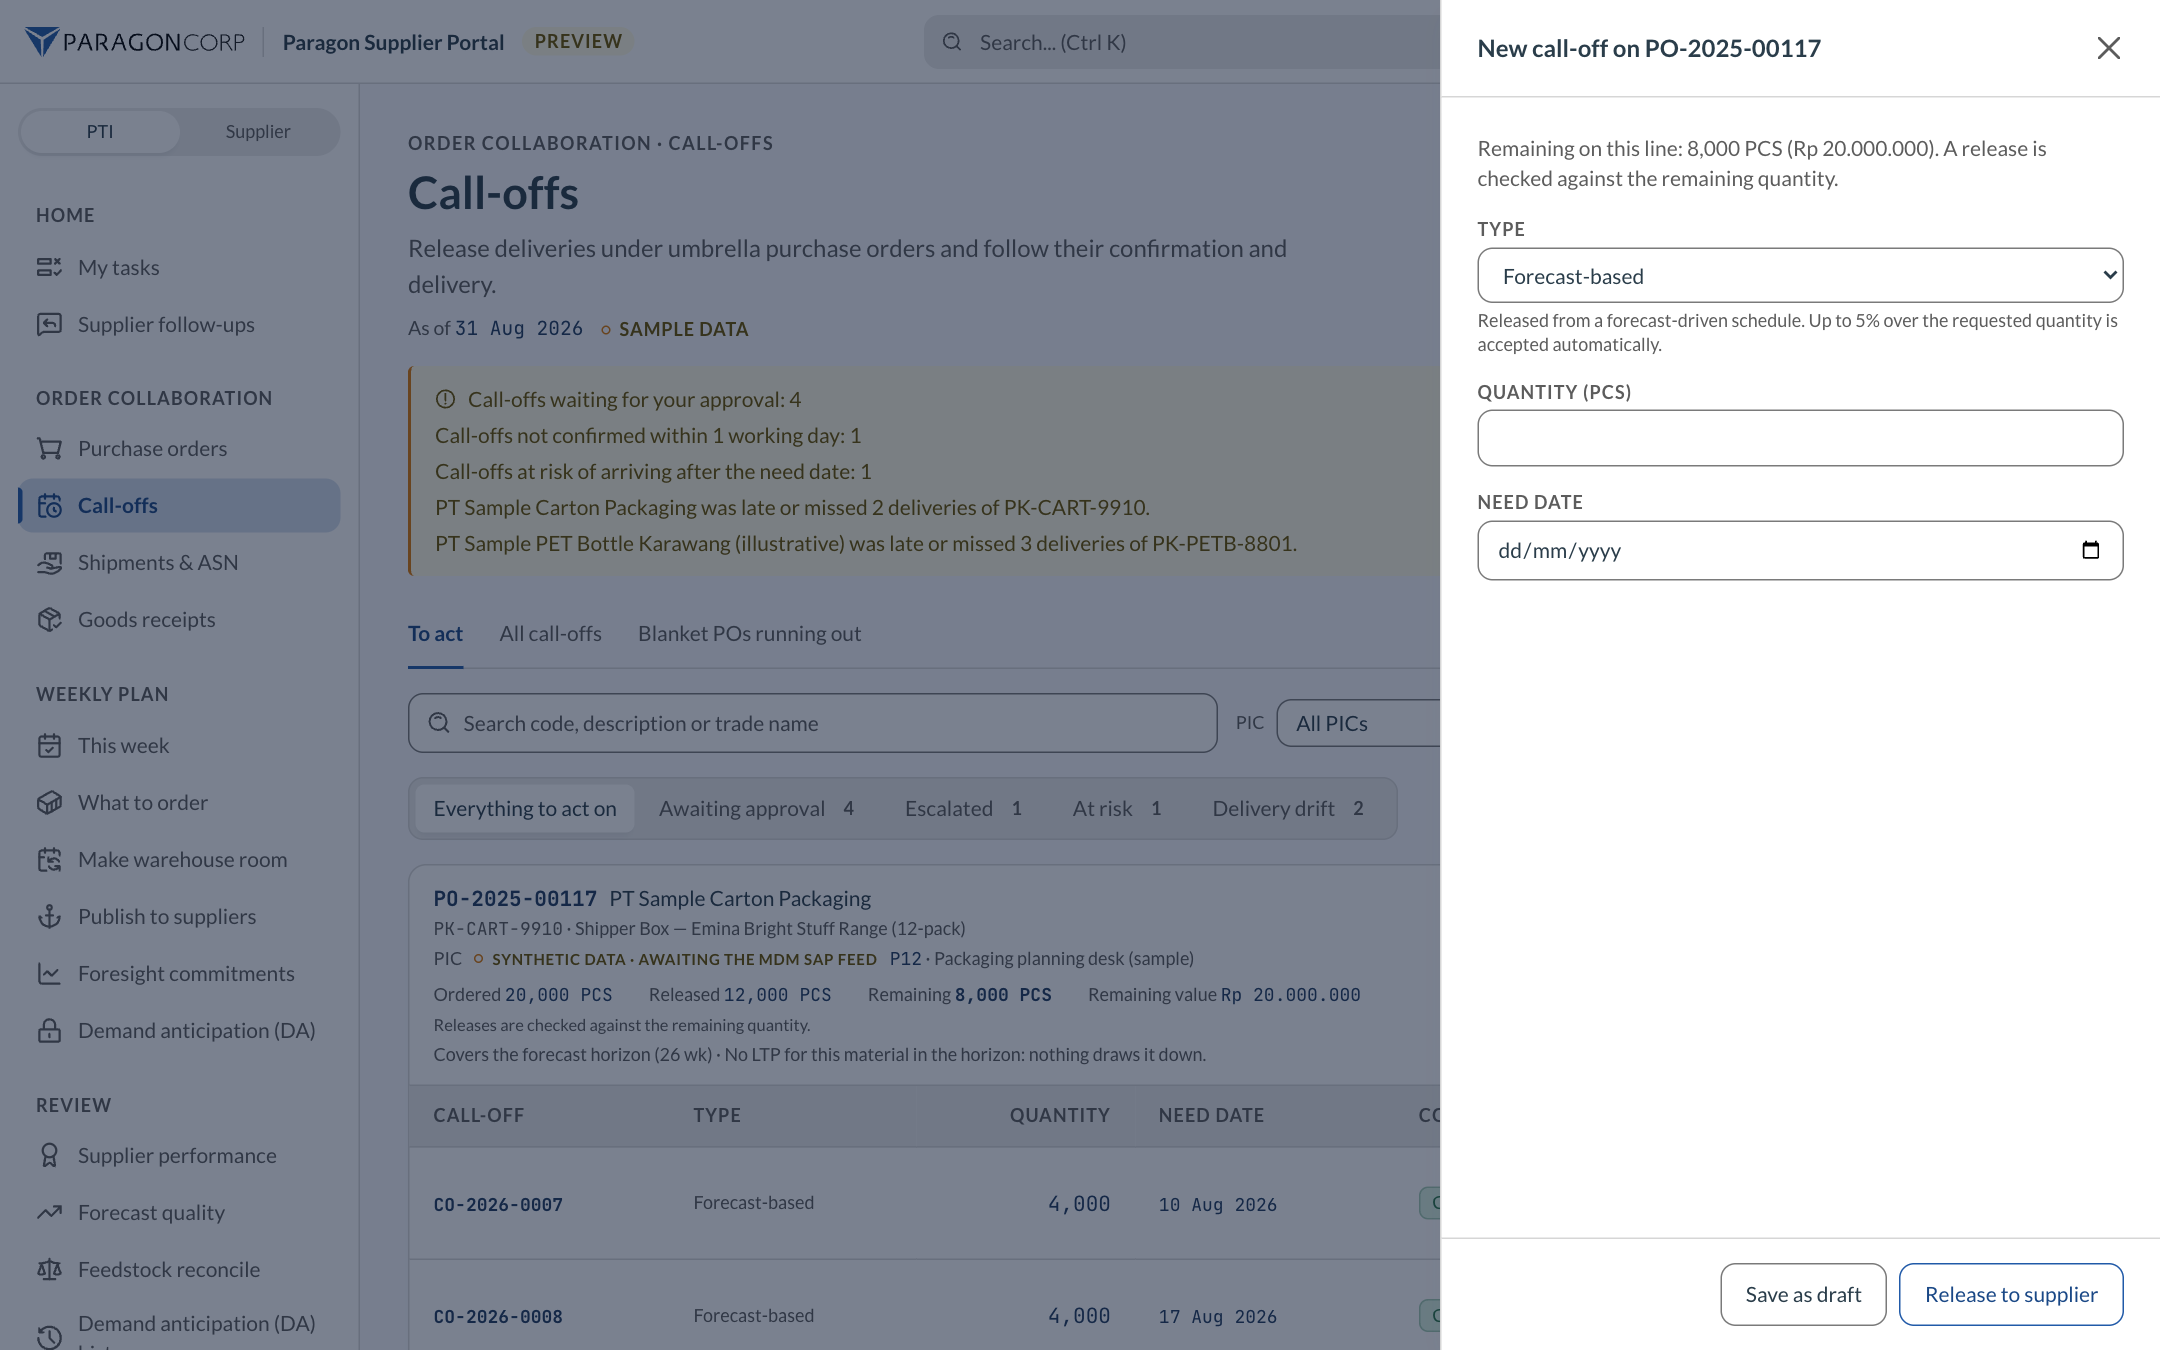 PARAGONCORP
Paragon Supplier Portal
PREVIEW
Search... (Ctrl K)
PTI
Supplier
HOME
My tasks
Supplier follow-ups
ORDER COLLABORATION
Purchase orders
Call-offs
Shipments & ASN
Goods receipts
WEEKLY PLAN
This week
What to order
Make warehouse room
Publish to suppliers
Foresight commitments
Demand anticipation (DA)
REVIEW
Supplier performance
Forecast quality
Feedstock reconcile
Demand anticipation (DA)
ORDER COLLABORATION · CALL-OFFS
Call-offs
Release deliveries under umbrella purchase orders and follow their confirmation and
delivery.
As of 31 Aug 2026 SAMPLE DATA
Call-offs waiting for your approval: 4
Call-offs not confirmed within 1 working day: 1
Call-offs at risk of arriving after the need date: 1
PT Sample Carton Packaging was late or missed 2 deliveries of PK-CART-9910.
PT Sample PET Bottle Karawang (illustrative) was late or missed 3 deliveries of PK-PETB-8801.
To act
All call-offs
Blanket POs running out
Search code, description or trade name
PIC
All PICs
Everything to act on
Awaiting approval 4
Escalated 1
At risk 1
Delivery drift 2
PO-2025-00117 PT Sample Carton Packaging
PK-CART-9910 · Shipper Box — Emina Bright Stuff Range (12-pack)
PIC SYNTHETIC DATA · AWAITING THE MDM SAP FEED P12 · Packaging planning desk (sample)
Ordered 20,000 PCS Released 12,000 PCS Remaining 8,000 PCS Remaining value Rp 20.000.000
Releases are checked against the remaining quantity.
Covers the forecast horizon (26 wk) · No LTP for this material in the horizon: nothing draws it down.
CALL-OFF TYPE QUANTITY NEED DATE
CO-2026-0007 Forecast-based 4,000 10 Aug 2026
CO-2026-0008 Forecast-based 4,000 17 Aug 2026
New call-off on PO-2025-00117
Remaining on this line: 8,000 PCS (Rp 20.000.000). A release is
checked against the remaining quantity.
TYPE
Forecast-based
Released from a forecast-driven schedule. Up to 5% over the requested quantity is
accepted automatically.
QUANTITY (PCS)
NEED DATE
dd/mm/yyyy
Save as draft
Release to supplier